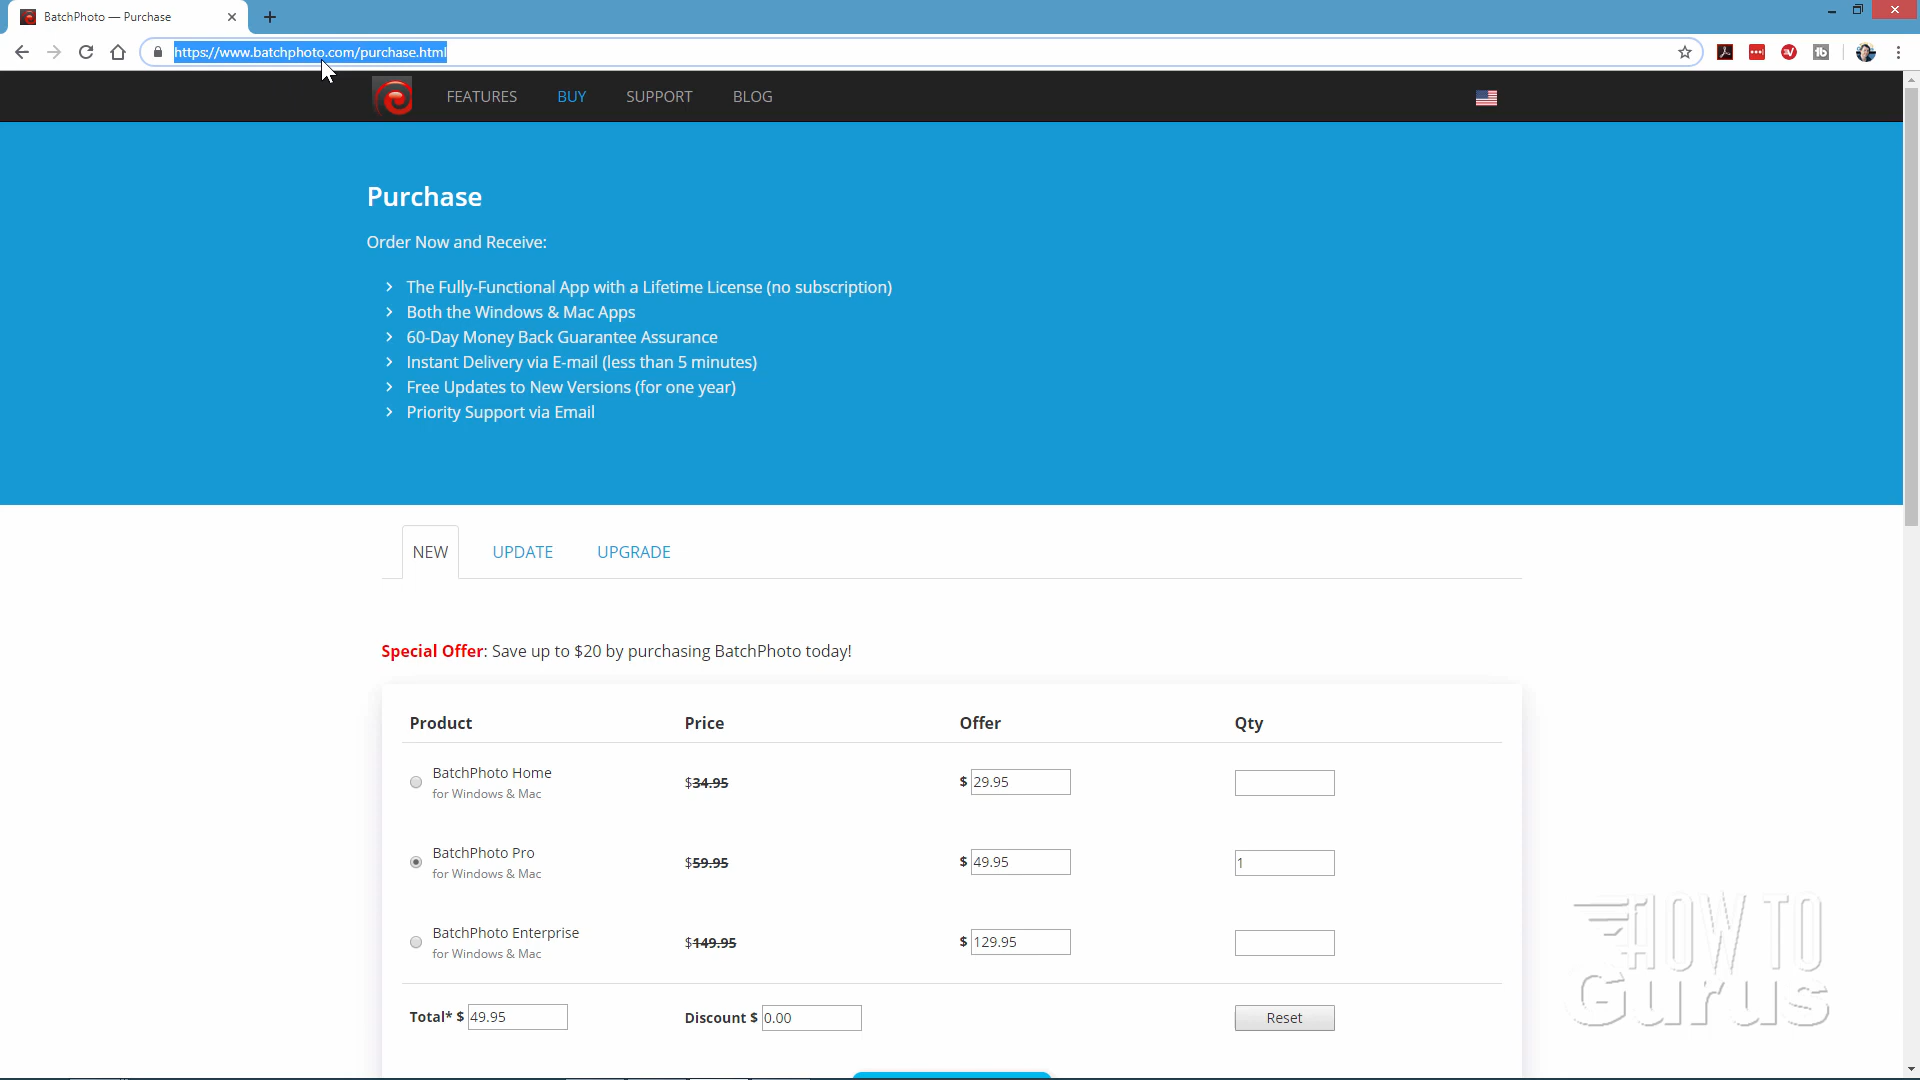 BatchPhoto — Purchase
https://www.batchphoto.com/purchase.html
FEATURES BUY SUPPORT BLOG
Purchase
Order Now and Receive:
The Fully-Functional App with a Lifetime License (no subscription)
Both the Windows & Mac Apps
60-Day Money Back Guarantee Assurance
Instant Delivery via E-mail (less than 5 minutes)
Free Updates to New Versions (for one year)
Priority Support via Email
NEW UPDATE UPGRADE
Special Offer: Save up to $20 by purchasing BatchPhoto today!
Product Price Offer Qty
BatchPhoto Home $34.95 $ 29.95
for Windows & Mac
BatchPhoto Pro $59.95 $ 49.95 1
for Windows & Mac
BatchPhoto Enterprise $149.95 $ 129.95
for Windows & Mac
Total* $ 49.95 Discount $ 0.00 Reset
HOW TO
Gurus